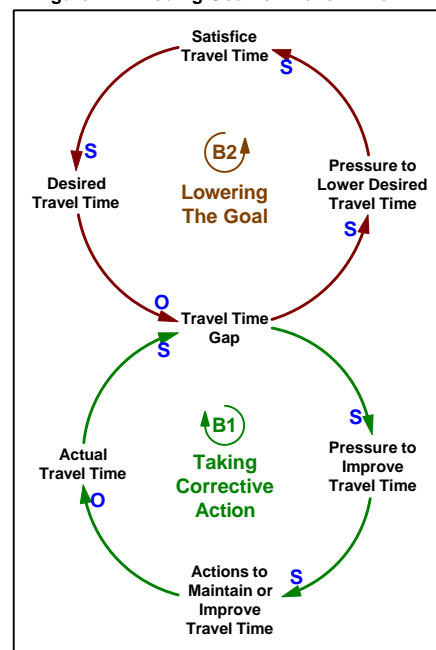 Satisfice
Travel Time
S
S
B2
Lowering
The Goal
Desired
Travel Time
Pressure to
Lower Desired
Travel Time
S
O
Travel Time
Gap
S
S
B1
Taking
Corrective
Action
Actual
Travel Time
Pressure to
Improve
Travel Time
O
S
Actions to
Maintain or
Improve
Travel Time